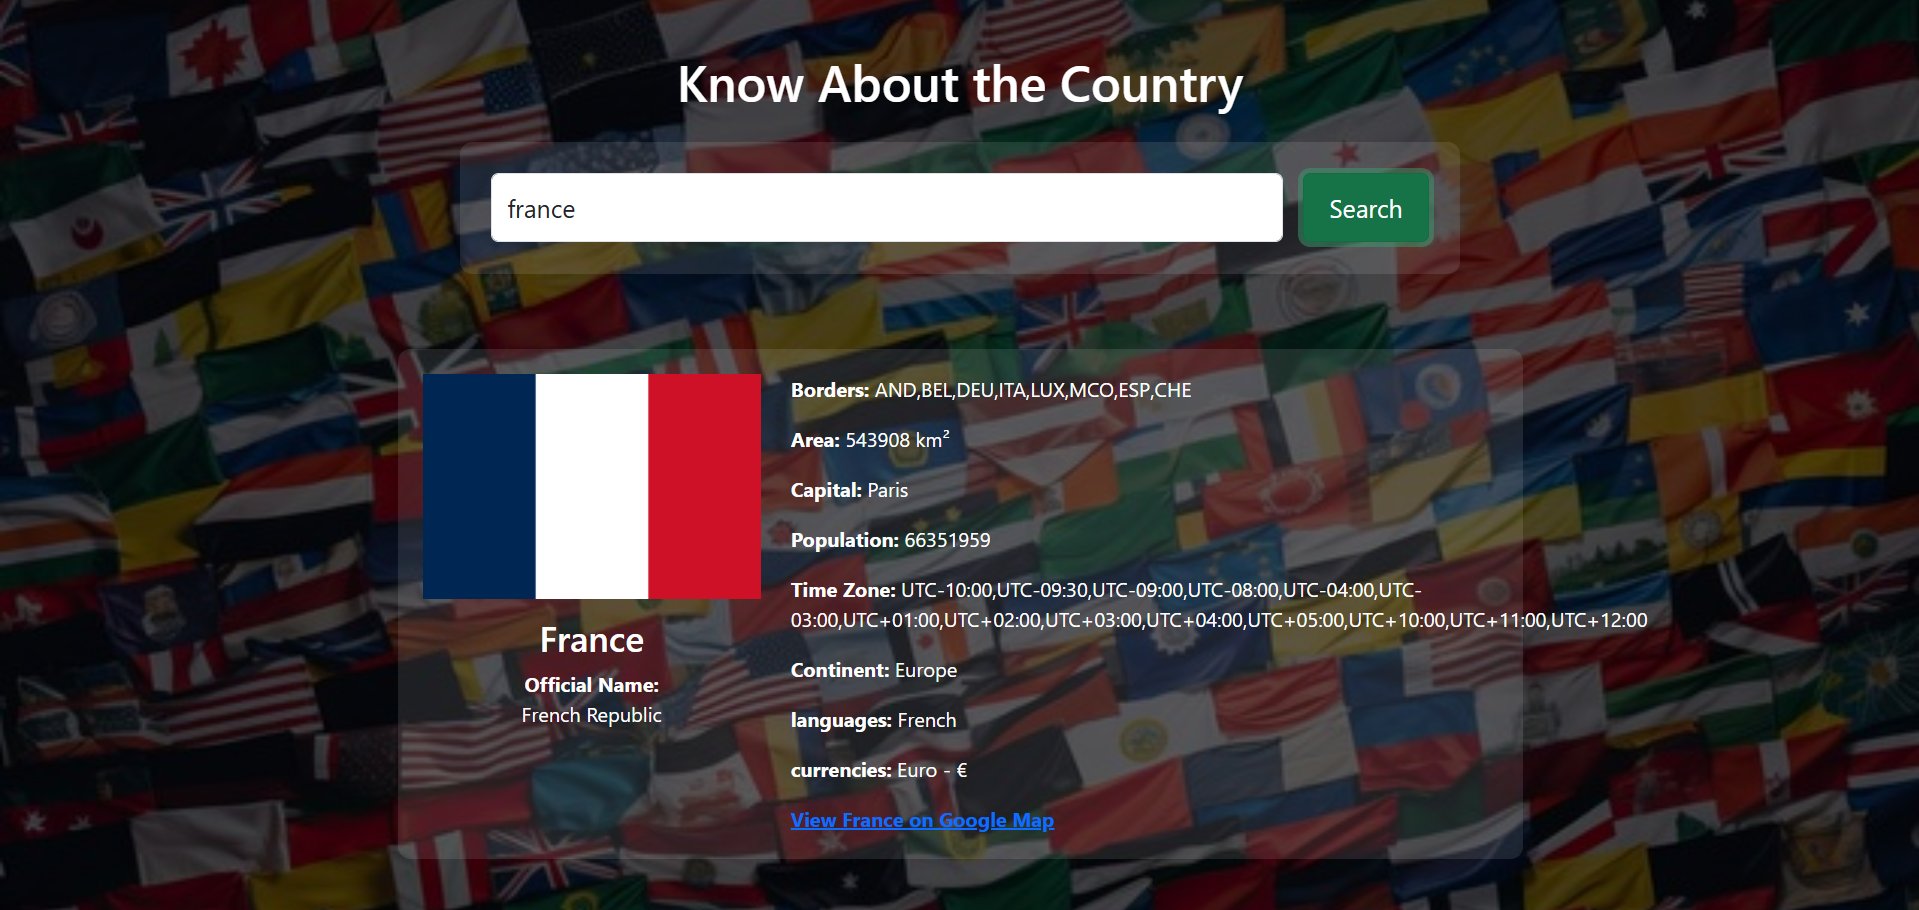 Know About the Country
france
Search
France
Official Name:
French Republic
Borders: AND,BEL,DEU,ITA,LUX,MCO,ESP,CHE
Area: 543908 km²
Capital: Paris
Population: 66351959
Time Zone: UTC-10:00,UTC-09:30,UTC-09:00,UTC-08:00,UTC-04:00,UTC-
03:00,UTC+01:00,UTC+02:00,UTC+03:00,UTC+04:00,UTC+05:00,UTC+10:00,UTC+11:00,UTC+12:00
Continent: Europe
languages: French
currencies: Euro - €
View France on Google Map